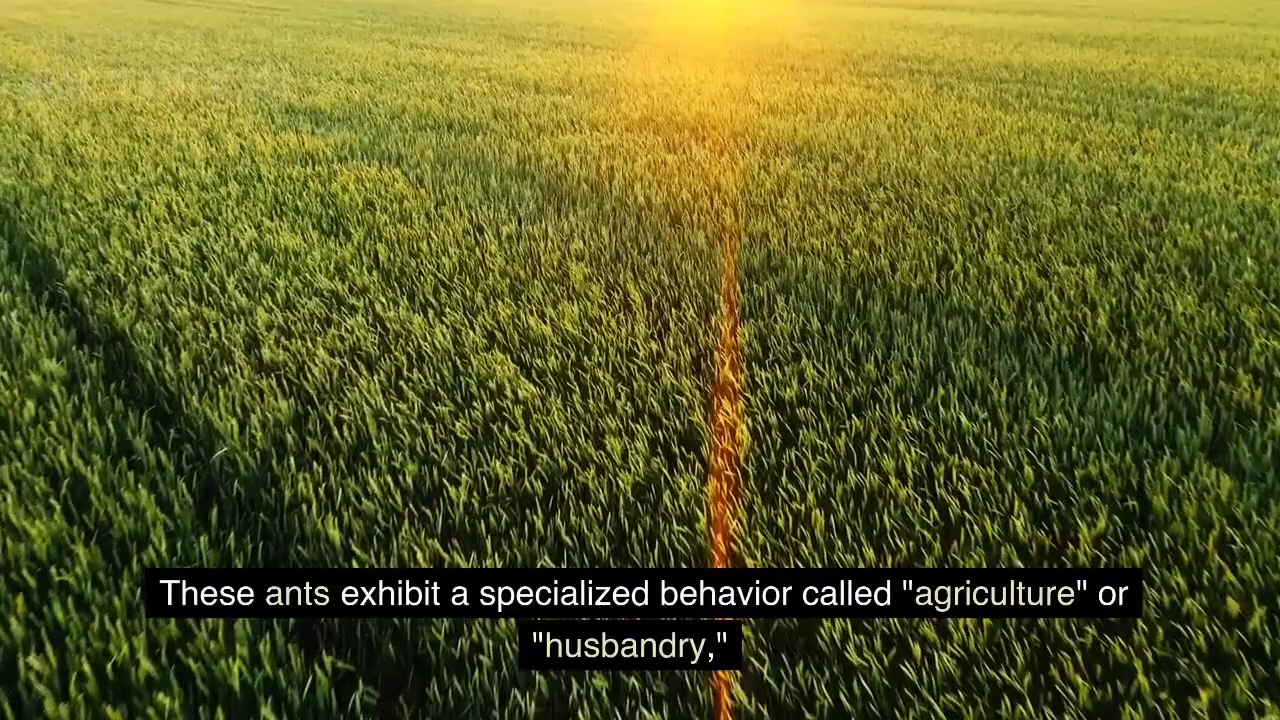 These ants exhibit a specialized behavior called "agriculture" or
"husbandry,"